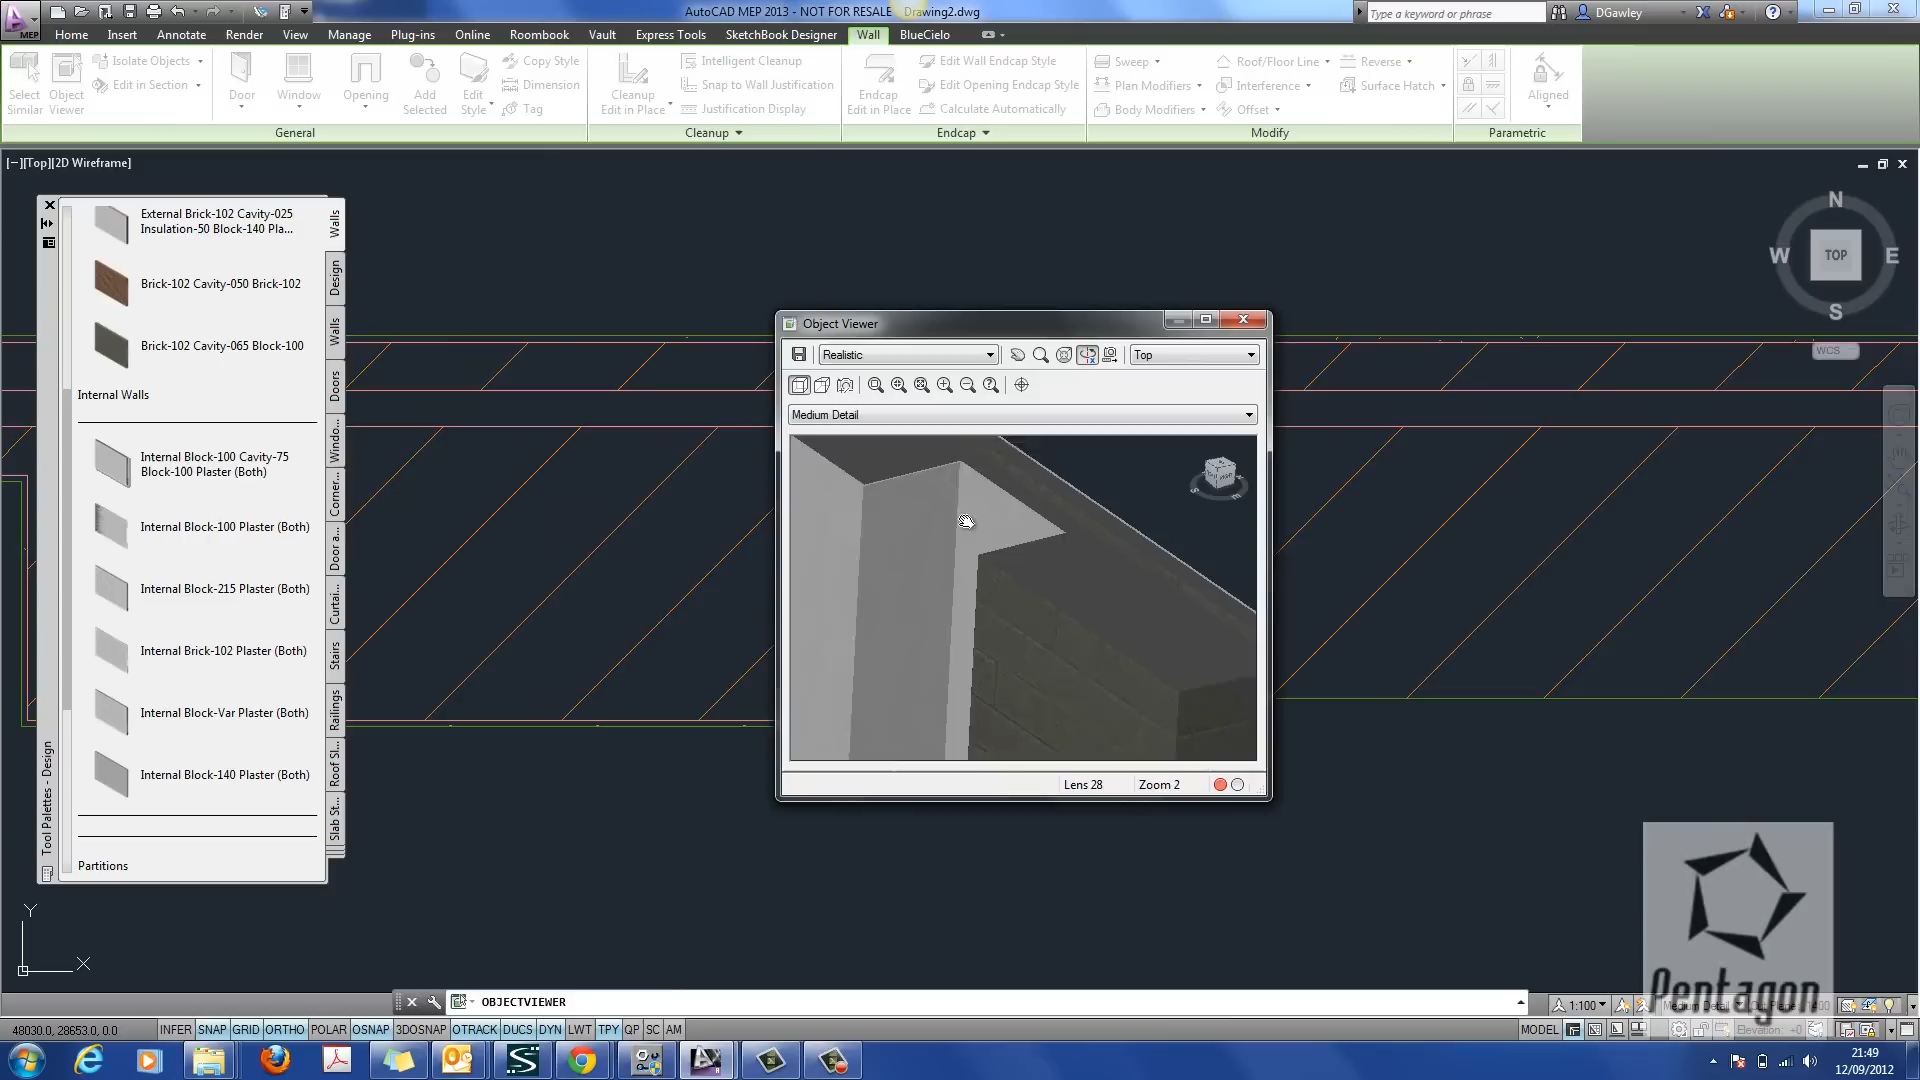 AutoCAD MEP 2013 - NOT FOR RESALE Drawing2.dwg
Type a keyword or phrase
DGawley
MEP
Home Insert Annotate Render View Manage Plug-ins Online Roombook Vault Express Tools SketchBook Designer Wall BlueCielo
Select Similar
Object Viewer
Isolate Objects
Edit in Section
Door
Window
Opening
Add Selected
Edit Style
Copy Style
Dimension
Tag
General
Cleanup Edit in Place
Intelligent Cleanup
Snap to Wall Justification
Justification Display
Cleanup
Endcap Edit in Place
Edit Wall Endcap Style
Edit Opening Endcap Style
Calculate Automatically
Endcap
Sweep
Plan Modifiers
Body Modifiers
Roof/Floor Line
Interference
Offset
Reverse
Surface Hatch
Modify
Aligned
Parametric
[−][Top][2D Wireframe]
External Brick-102 Cavity-025
Insulation-50 Block-140 Pla...
Brick-102 Cavity-050 Brick-102
Brick-102 Cavity-065 Block-100
Internal Walls
Internal Block-100 Cavity-75
Block-100 Plaster (Both)
Internal Block-100 Plaster (Both)
Internal Block-215 Plaster (Both)
Internal Brick-102 Plaster (Both)
Internal Block-Var Plaster (Both)
Internal Block-140 Plaster (Both)
Partitions
Tool Palettes - Design
Walls
Design
Walls
Doors
Windo...
Corner...
Door a...
Curtai...
Stairs
Railings
Roof Sl...
Slab St...
Object Viewer
Realistic
Top
Medium Detail
Lens 28
Zoom 2
N
W
TOP
E
S
WCS
Y
X
OBJECTVIEWER
1:100
Pentagon
48030.0, 28653.0, 0.0
INFER SNAP GRID ORTHO POLAR OSNAP 3DOSNAP OTRACK DUCS DYN LWT TPY QP SC AM
MODEL
Elevation: +0
21:49
12/09/2012